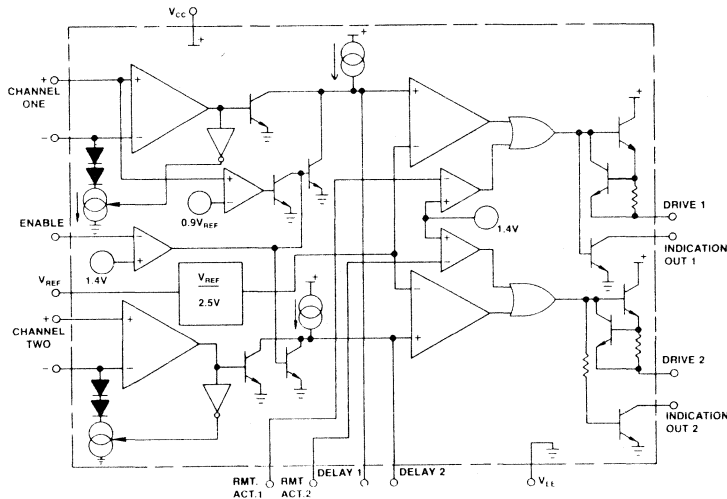 VCC
+
+
CHANNEL
ONE
−
+
−
+
−
0.9VREF
ENABLE
−
+
1.4V
VREF
VREF
2.5V
CHANNEL
TWO
+
−
+
−
+
+
−
−
+
1.4V
+
−
−
+
+
+
DRIVE 1
INDICATION
OUT 1
DRIVE 2
INDICATION
OUT 2
RMT.
ACT.1
RMT
ACT.2
DELAY 1
DELAY 2
VEE